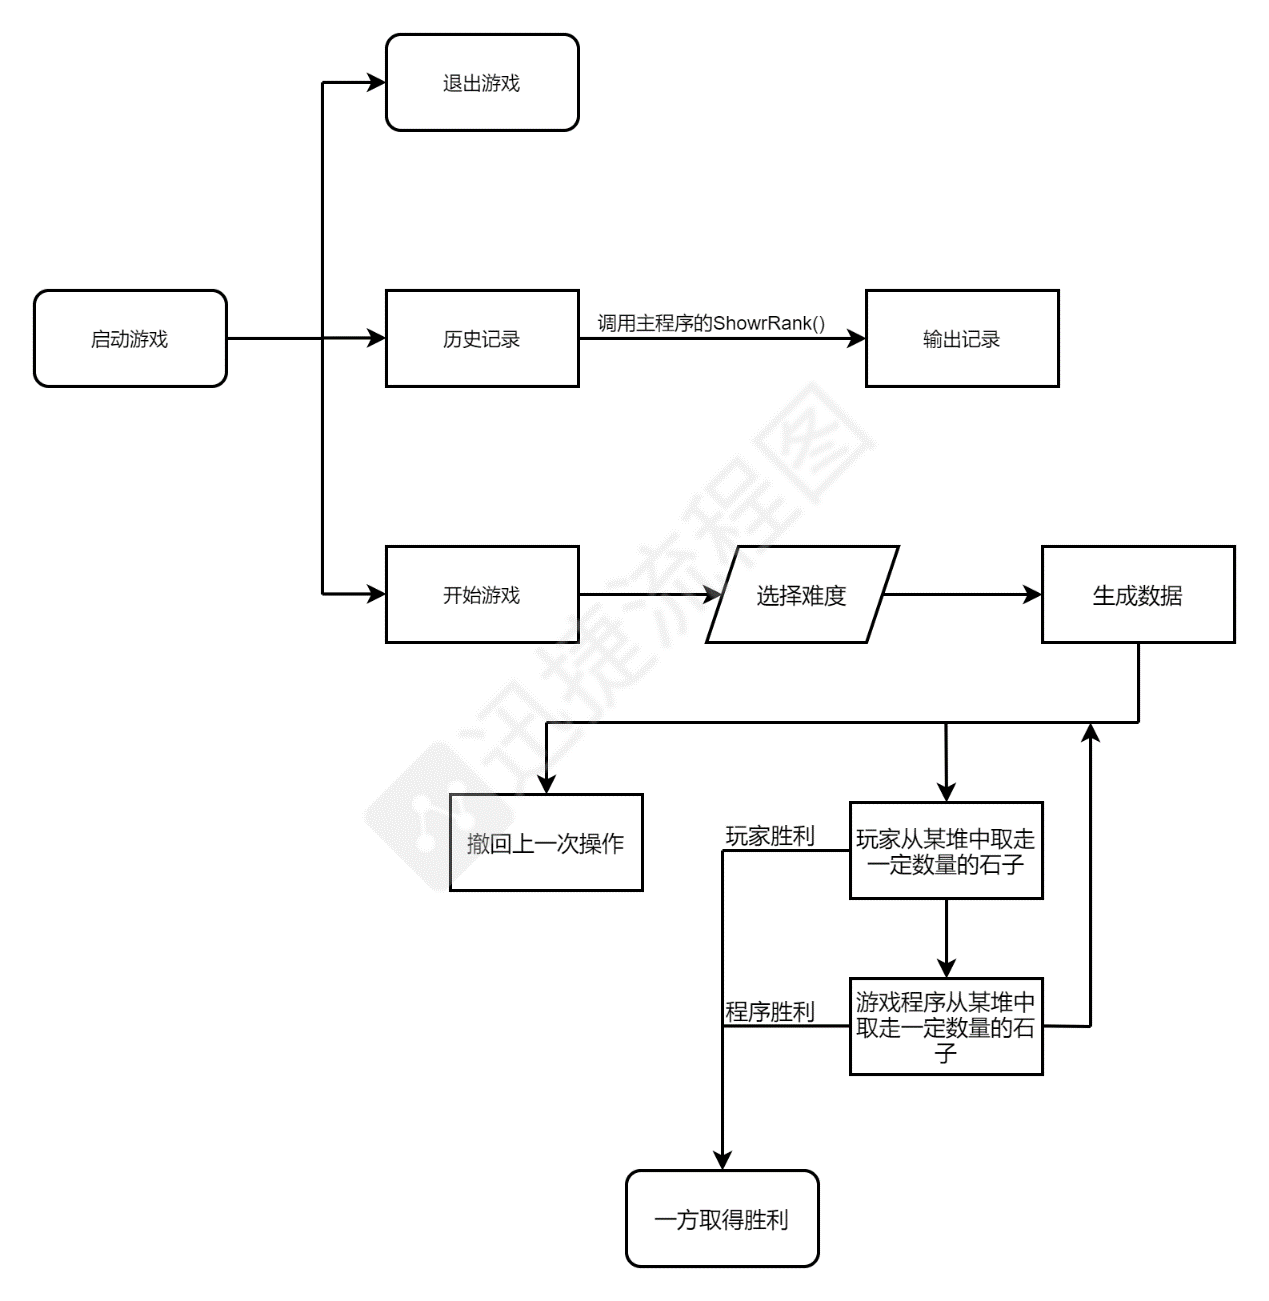 退出游戏
启动游戏
历史记录
调用主程序的ShowrRank()
输出记录
开始游戏
选择难度
生成数据
迅捷流程图
撤回上一次操作
玩家胜利
玩家从某堆中取走
一定数量的石子
程序胜利
游戏程序从某堆中
取走一定数量的石
子
一方取得胜利